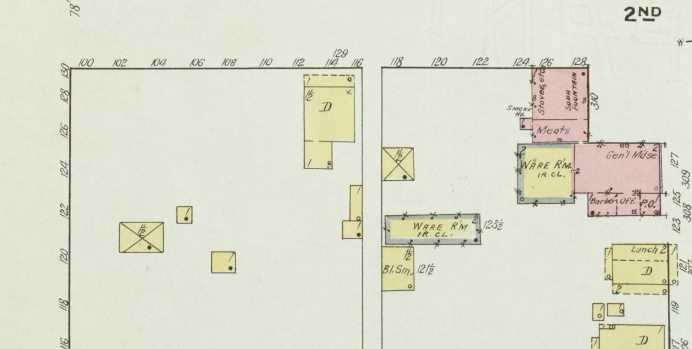 2ND
78'
100 102 104 106 108 110 112 114 116
129
118 120 122 124 126 128
130
128
126
124
122
120
118
116
1
1½
x
D
1
1½
1½
1
1
1
1
1½
WARE R'M
IR. CL.
123½
1½
Bl. Sm.
121½
Stoves, etc.
SODA
FOUNTAIN
310
SMOKE
Ho.
Meats
2
WARE R'M
IR. CL.
Gen'l Mdse
127
309
125
Barber Off. P.O.
308
123
Lunch 2
D
121
119
D